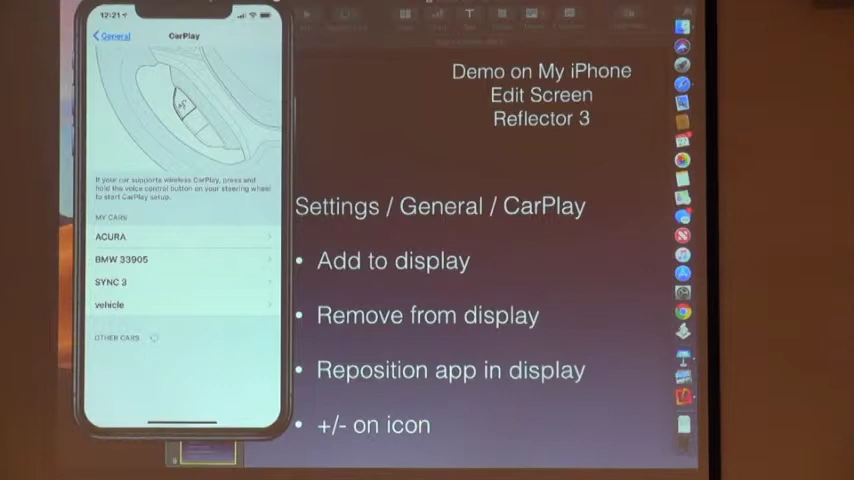 12:21
General
CarPlay
If your car supports wireless CarPlay, press and
hold the voice control button on your steering wheel
to start CarPlay setup.
MY CARS
ACURA
BMW 33905
SYNC 3
vehicle
OTHER CARS
Demo on My iPhone
Edit Screen
Reflector 3
Settings / General / CarPlay
• Add to display
• Remove from display
• Reposition app in display
• +/- on icon